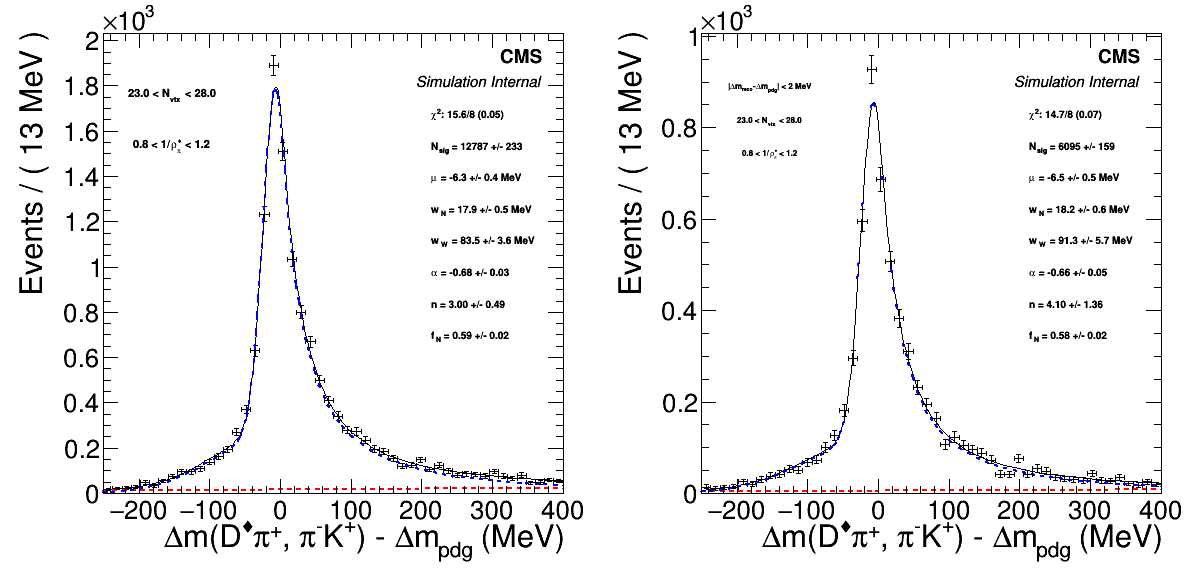 ×10³
Events / ( 13 MeV )
2
1.8
1.6
1.4
1.2
1
0.8
0.6
0.4
0.2
0
CMS
Simulation Internal
23.0 < N_vtx < 28.0
0.8 < 1/ρ_π^♦ < 1.2
χ²: 15.6/8 (0.05)
N_sig = 12787 +/- 233
μ = -6.3 +/- 0.4 MeV
w_N = 17.9 +/- 0.5 MeV
w_W = 83.5 +/- 3.6 MeV
α = -0.68 +/- 0.03
n = 3.00 +/- 0.49
f_N = 0.59 +/- 0.02
−200 −100 0 100 200 300 400
Δm(D♦π⁺, π⁻K⁺) - Δm_pdg (MeV)
×10³
Events / ( 13 MeV )
1
0.8
0.6
0.4
0.2
0
CMS
Simulation Internal
|Δm_reco-Δm_pdg| < 2 MeV
23.0 < N_vtx < 28.0
0.8 < 1/ρ_π^♦ < 1.2
χ²: 14.7/8 (0.07)
N_sig = 6095 +/- 159
μ = -6.5 +/- 0.5 MeV
w_N = 18.2 +/- 0.6 MeV
w_W = 91.3 +/- 5.7 MeV
α = -0.66 +/- 0.05
n = 4.10 +/- 1.36
f_N = 0.58 +/- 0.02
−200 −100 0 100 200 300 400
Δm(D♦π⁺, π⁻K⁺) - Δm_pdg (MeV)